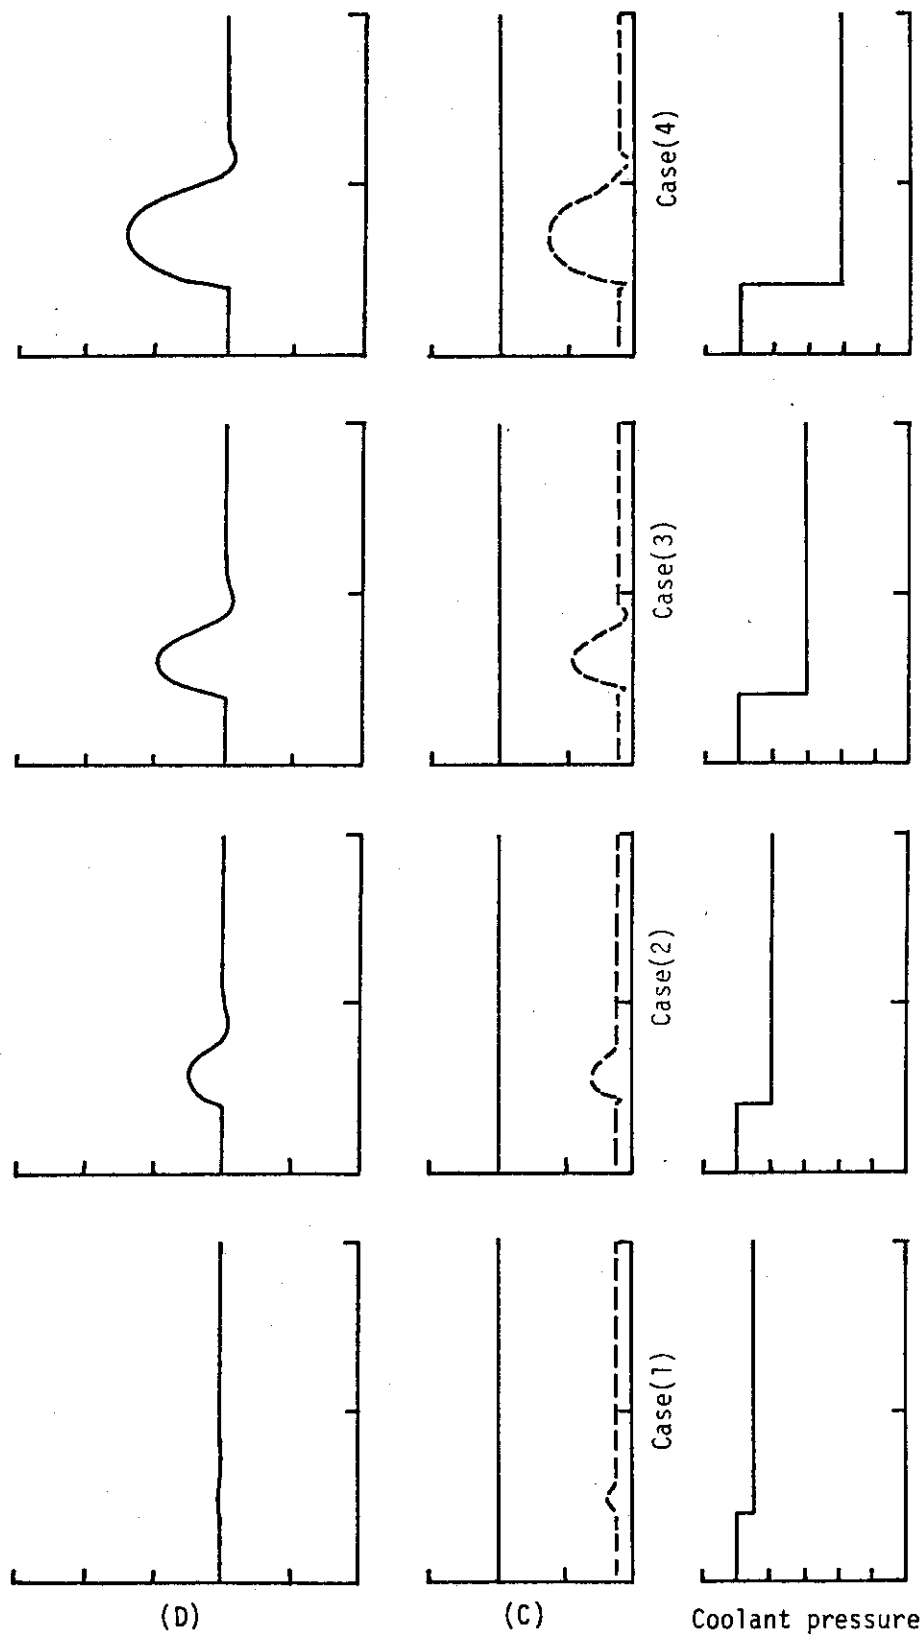 Case(4)
Case(3)
Case(2)
Case(1)
(D)
(C)
Coolant pressure